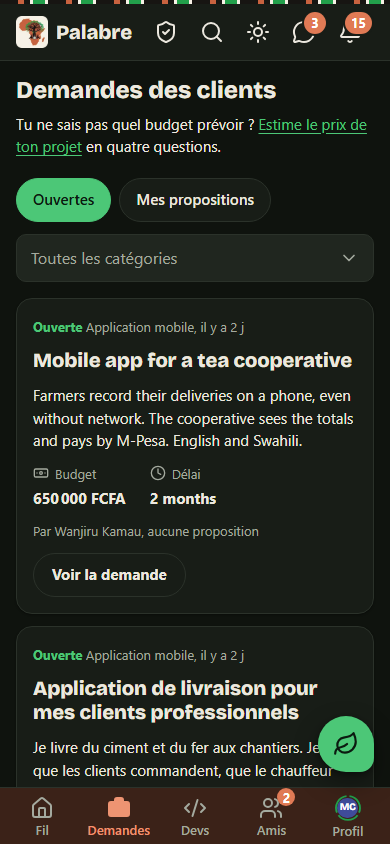 Palabre
3
15
Demandes des clients
Tu ne sais pas quel budget prévoir ? Estime le prix de
ton projet en quatre questions.
Ouvertes
Mes propositions
Toutes les catégories
Ouverte Application mobile, il y a 2 j
Mobile app for a tea cooperative
Farmers record their deliveries on a phone, even
without network. The cooperative sees the totals
and pays by M-Pesa. English and Swahili.
Budget
Délai
650 000 FCFA
2 months
Par Wanjiru Kamau, aucune proposition
Voir la demande
Ouverte Application mobile, il y a 2 j
Application de livraison pour
mes clients professionnels
Je livre du ciment et du fer aux chantiers. Je
que les clients commandent, que le chauffeur
Fil
Demandes
Devs
2
Amis
MC
Profil